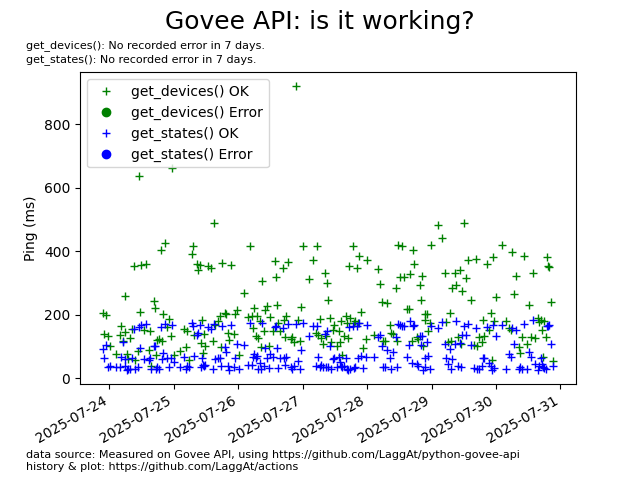 Govee API: is it working?
get_devices(): No recorded error in 7 days.
get_states(): No recorded error in 7 days.
get_devices() OK
get_devices() Error
get_states() OK
get_states() Error
Ping (ms)
800
600
400
200
0
2025-07-24
2025-07-25
2025-07-26
2025-07-27
2025-07-28
2025-07-29
2025-07-30
2025-07-31
data source: Measured on Govee API, using https://github.com/LaggAt/python-govee-api
history & plot: https://github.com/LaggAt/actions